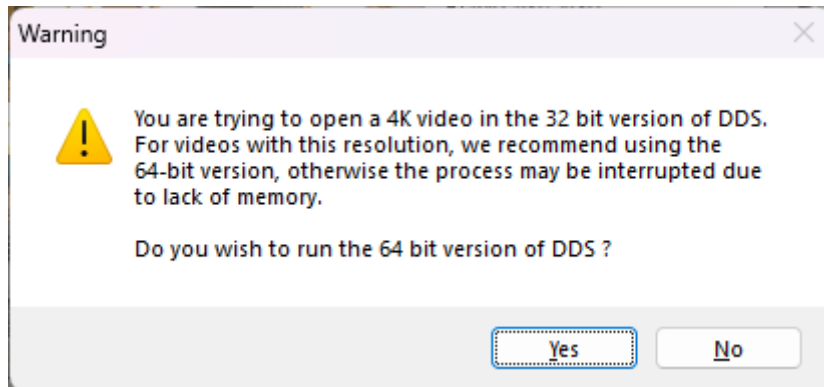 Warning
You are trying to open a 4K video in the 32 bit version of DDS.
For videos with this resolution, we recommend using the
64-bit version, otherwise the process may be interrupted due
to lack of memory.
Do you wish to run the 64 bit version of DDS ?
Yes
No